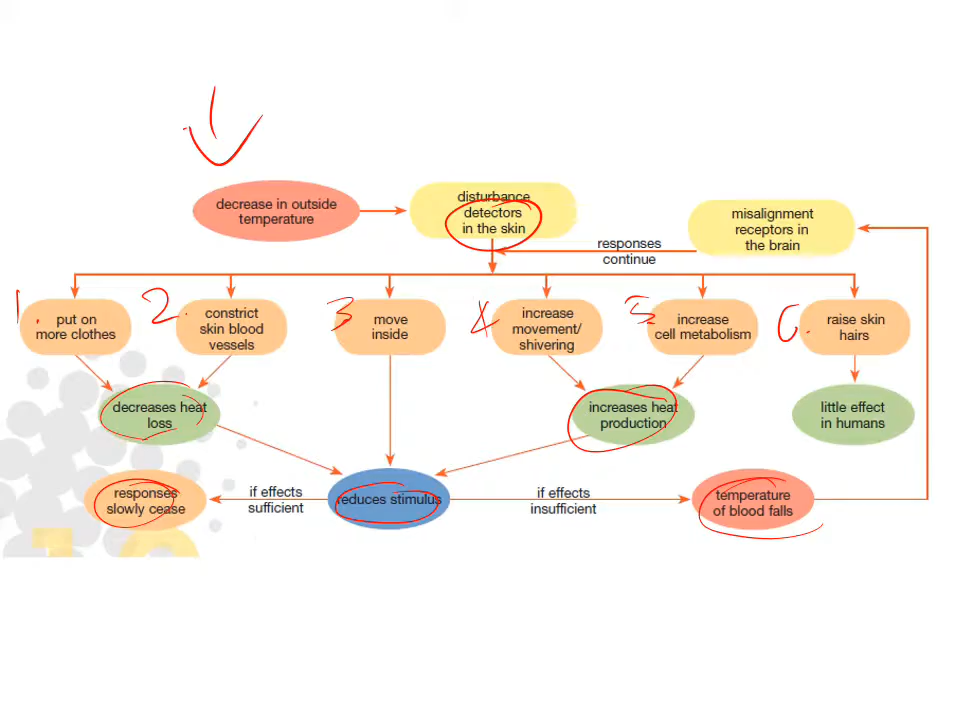 decrease in outside
temperature
disturbance
detectors
in the skin
misalignment
receptors in
the brain
responses
continue
1.
put on
more clothes
2.
constrict
skin blood
vessels
3
move
inside
4
increase
movement/
shivering
5
increase
cell metabolism
6.
raise skin
hairs
decreases heat
loss
increases heat
production
little effect
in humans
responses
slowly cease
if effects
sufficient
reduces stimulus
if effects
insufficient
temperature
of blood falls